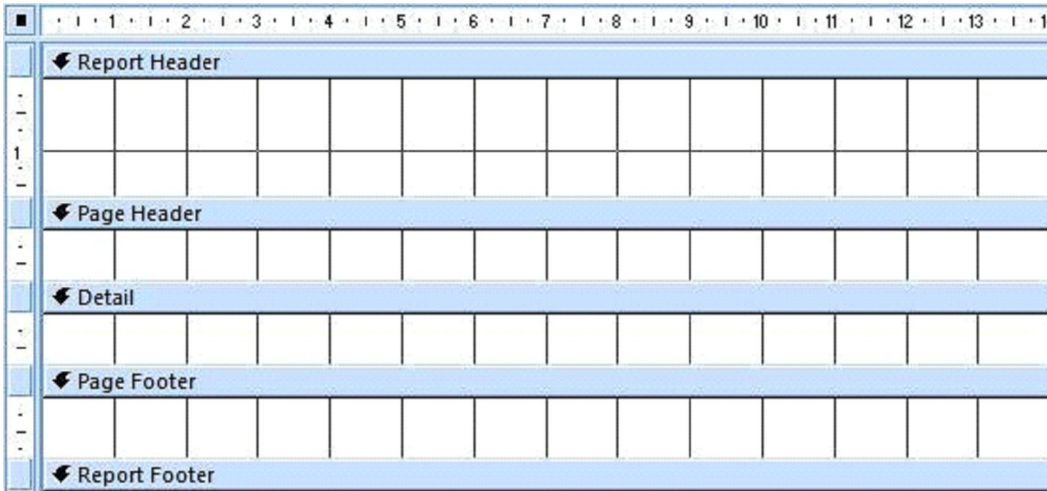 1 2 3 4 5 6 7 8 9 10 11 12 13 1
Report Header
1
Page Header
Detail
Page Footer
Report Footer